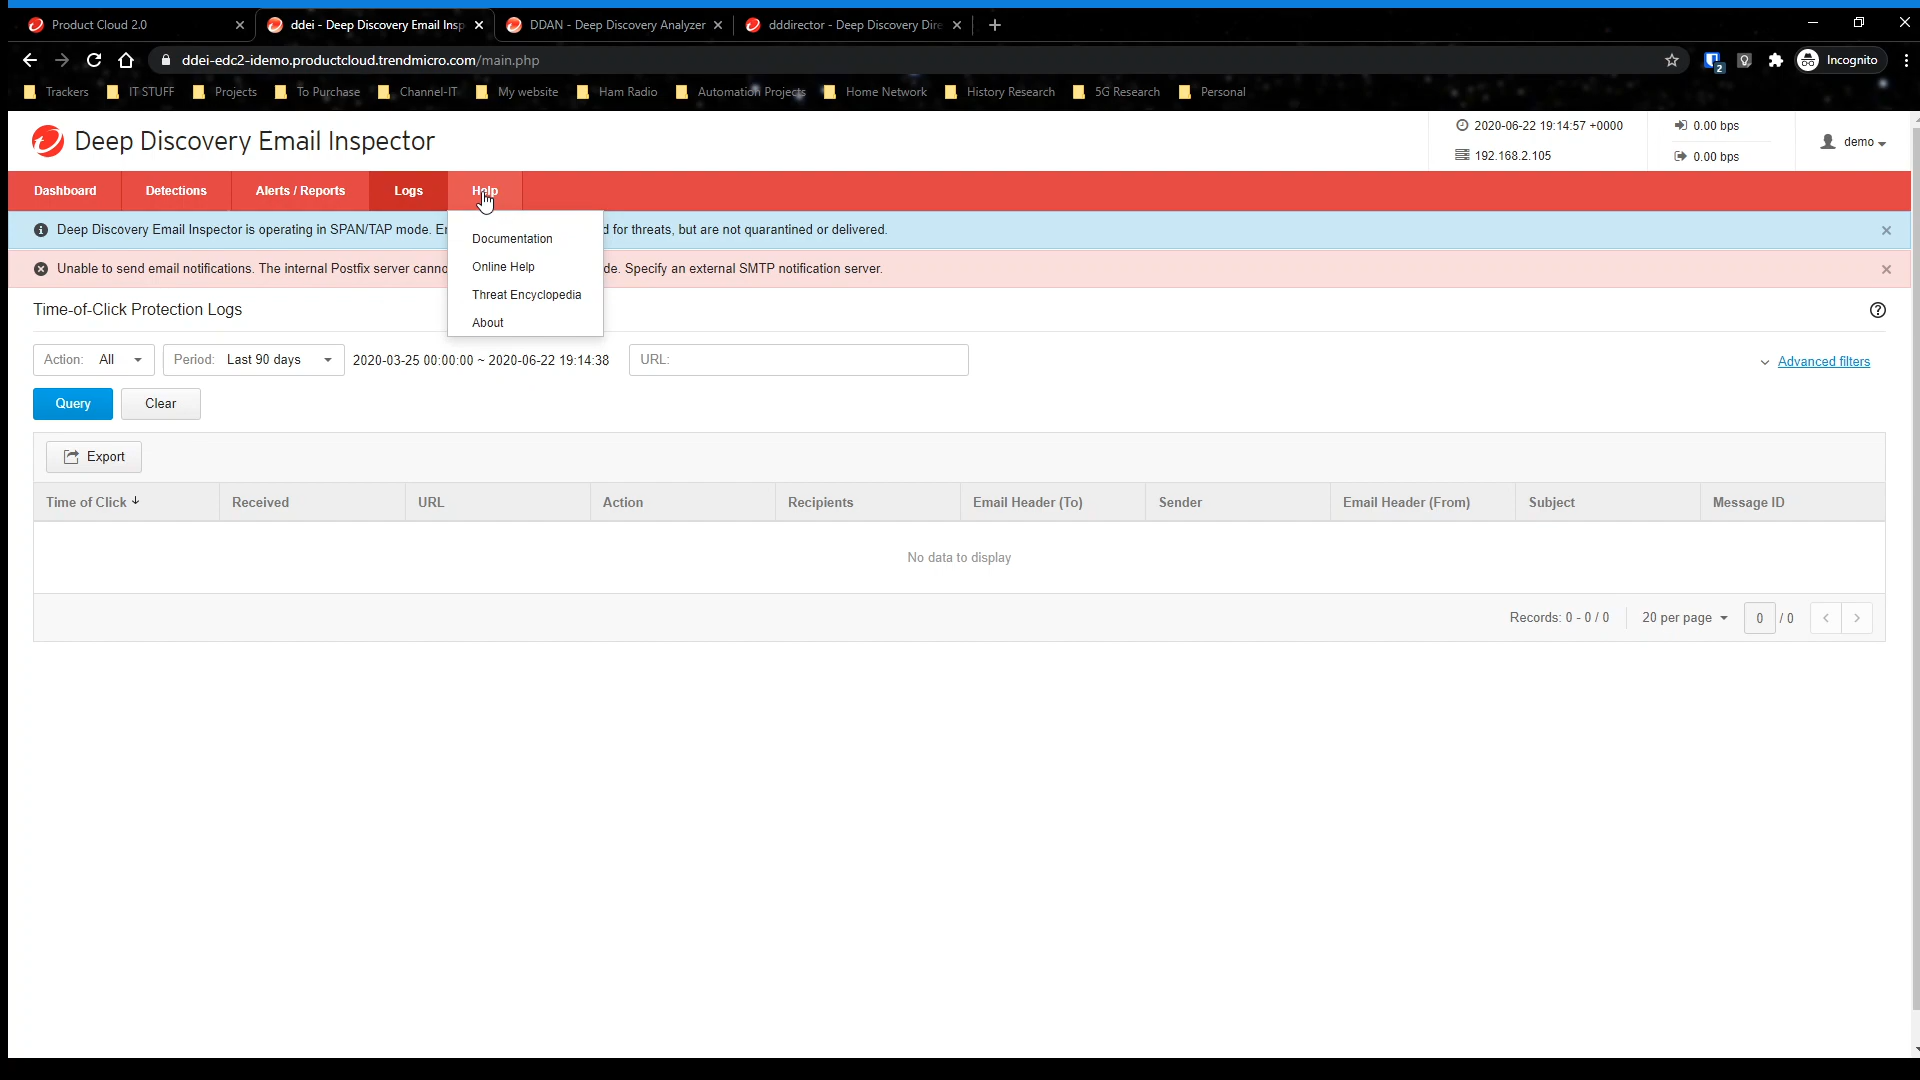 Product Cloud 2.0
ddei - Deep Discovery Email Insp
DDAN - Deep Discovery Analyzer
dddirector - Deep Discovery Dire
ddei-edc2-idemo.productcloud.trendmicro.com/main.php
2
Incognito
Trackers
IT STUFF
Projects
To Purchase
Channel-IT
My website
Ham Radio
Automation Projects
Home Network
History Research
5G Research
Personal
Deep Discovery Email Inspector
2020-06-22 19:14:57 +0000
192.168.2.105
0.00 bps
0.00 bps
demo
Dashboard
Detections
Alerts / Reports
Logs
Help
Documentation
Online Help
Threat Encyclopedia
About
Deep Discovery Email Inspector is operating in SPAN/TAP mode. E d for threats, but are not quarantined or delivered.
Unable to send email notifications. The internal Postfix server canno de. Specify an external SMTP notification server.
Time-of-Click Protection Logs
Action: All
Period: Last 90 days
2020-03-25 00:00:00 ~ 2020-06-22 19:14:38
URL:
Advanced filters
Query
Clear
Export
Time of Click
Received
URL
Action
Recipients
Email Header (To)
Sender
Email Header (From)
Subject
Message ID
No data to display
Records: 0 - 0 / 0
20 per page
0 / 0